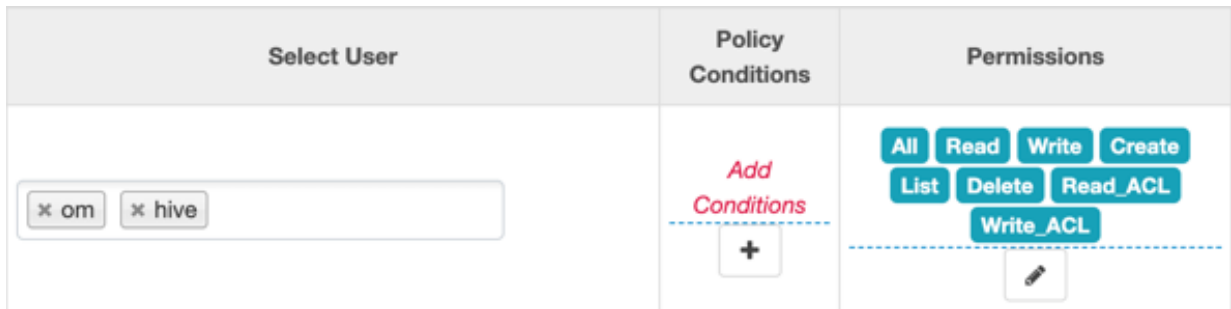 Select User
Policy
Conditions
Permissions
× om × hive
Add
Conditions
+
All Read Write Create
List Delete Read_ACL
Write_ACL